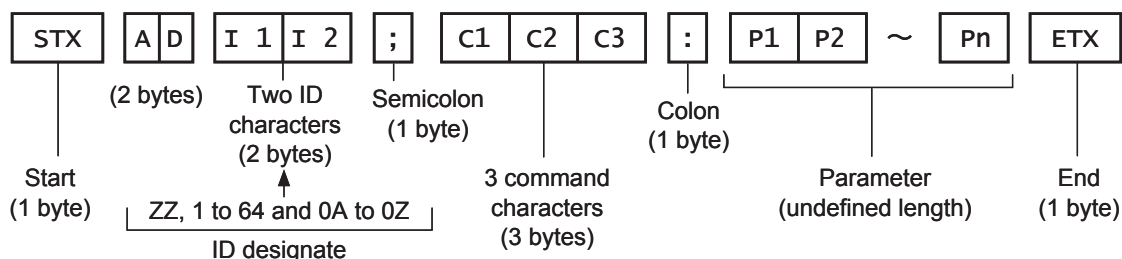 STX A D I 1 I 2 ; C1 C2 C3 : P1 P2 ~ Pn ETX
(2 bytes)
Two ID
characters
(2 bytes)
Semicolon
(1 byte)
Colon
(1 byte)
Start
(1 byte)
ZZ, 1 to 64 and 0A to 0Z
ID designate
3 command
characters
(3 bytes)
Parameter
(undefined length)
End
(1 byte)